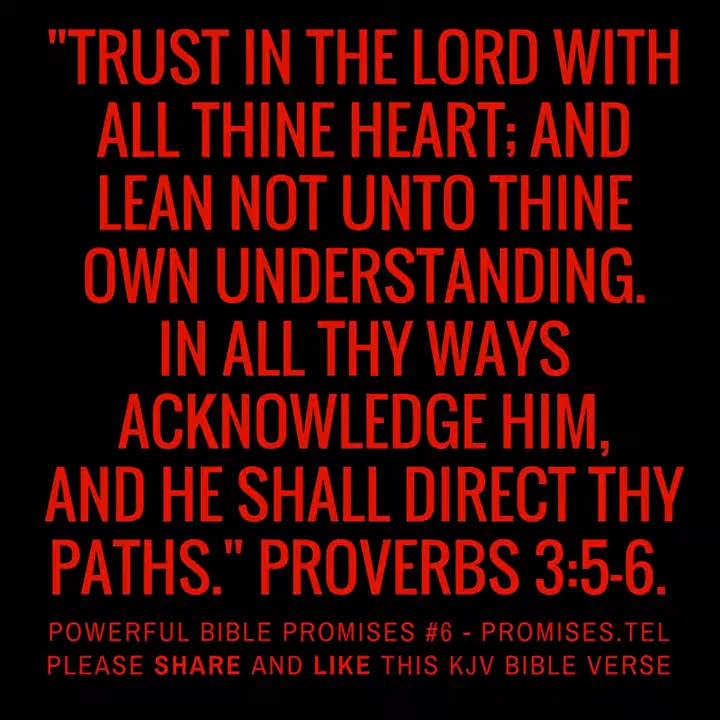 "TRUST IN THE LORD WITH
ALL THINE HEART; AND
LEAN NOT UNTO THINE
OWN UNDERSTANDING.
IN ALL THY WAYS
ACKNOWLEDGE HIM,
AND HE SHALL DIRECT THY
PATHS." PROVERBS 3:5-6.
POWERFUL BIBLE PROMISES #6 - PROMISES.TEL
PLEASE SHARE AND LIKE THIS KJV BIBLE VERSE